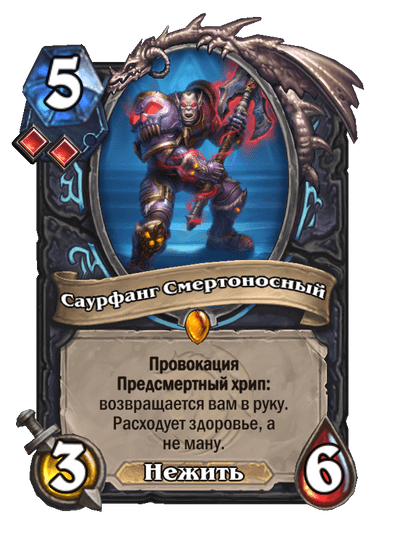 5
Саурфанг Смертоносный
Провокация
Предсмертный хрип:
возвращается вам в руку.
Расходует здоровье, а
не ману.
3
Нежить
6